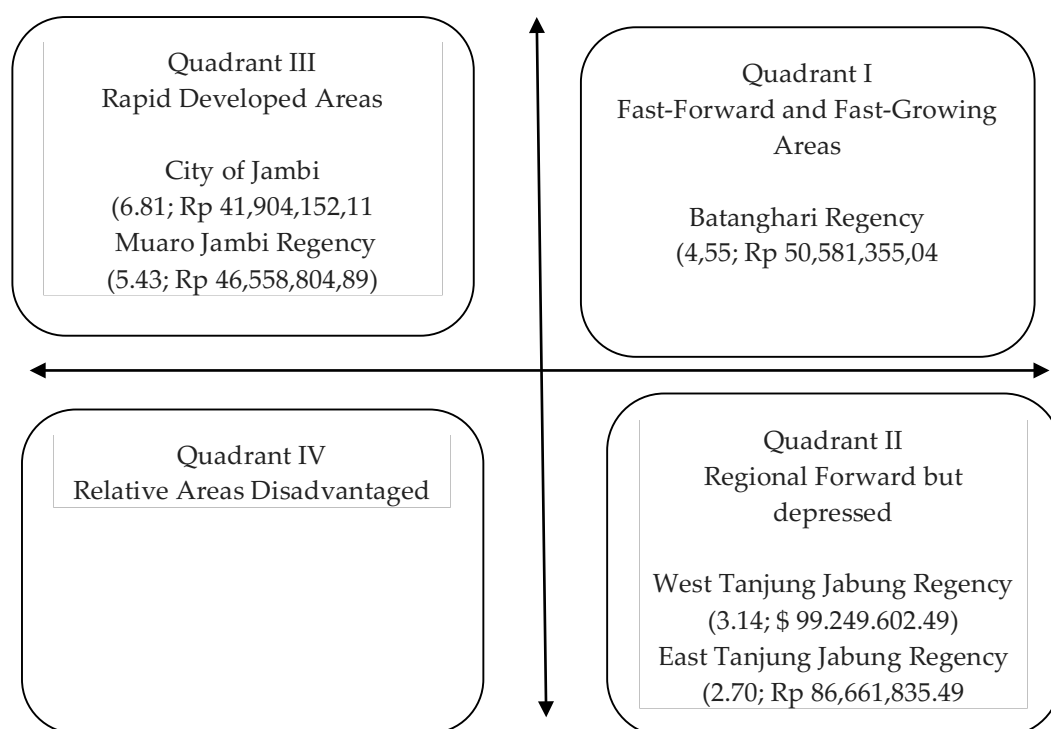 Quadrant III
Rapid Developed Areas
City of Jambi
(6.81; Rp 41,904,152,11
Muaro Jambi Regency
(5.43; Rp 46,558,804,89)
Quadrant I
Fast-Forward and Fast-Growing
Areas
Batanghari Regency
(4,55; Rp 50,581,355,04
Quadrant IV
Relative Areas Disadvantaged
Quadrant II
Regional Forward but
depressed
West Tanjung Jabung Regency
(3.14; $ 99.249.602.49)
East Tanjung Jabung Regency
(2.70; Rp 86,661,835.49